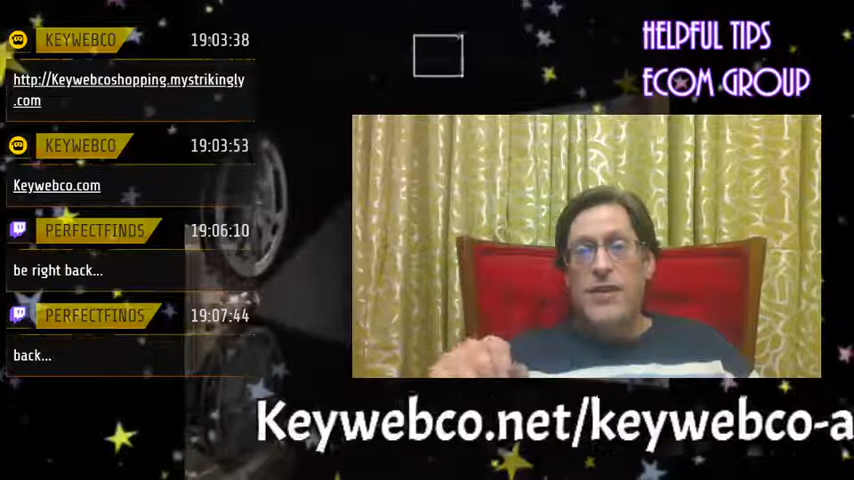 KEYWEBCO 19:03:38
http://Keywebcoshopping.mystrikingly
.com
KEYWEBCO 19:03:53
Keywebco.com
PERFECTFINDS 19:06:10
be right back...
PERFECTFINDS 19:07:44
back...
HELPFUL TIPS
ECOM GROUP
Keywebco.net/keywebco-a